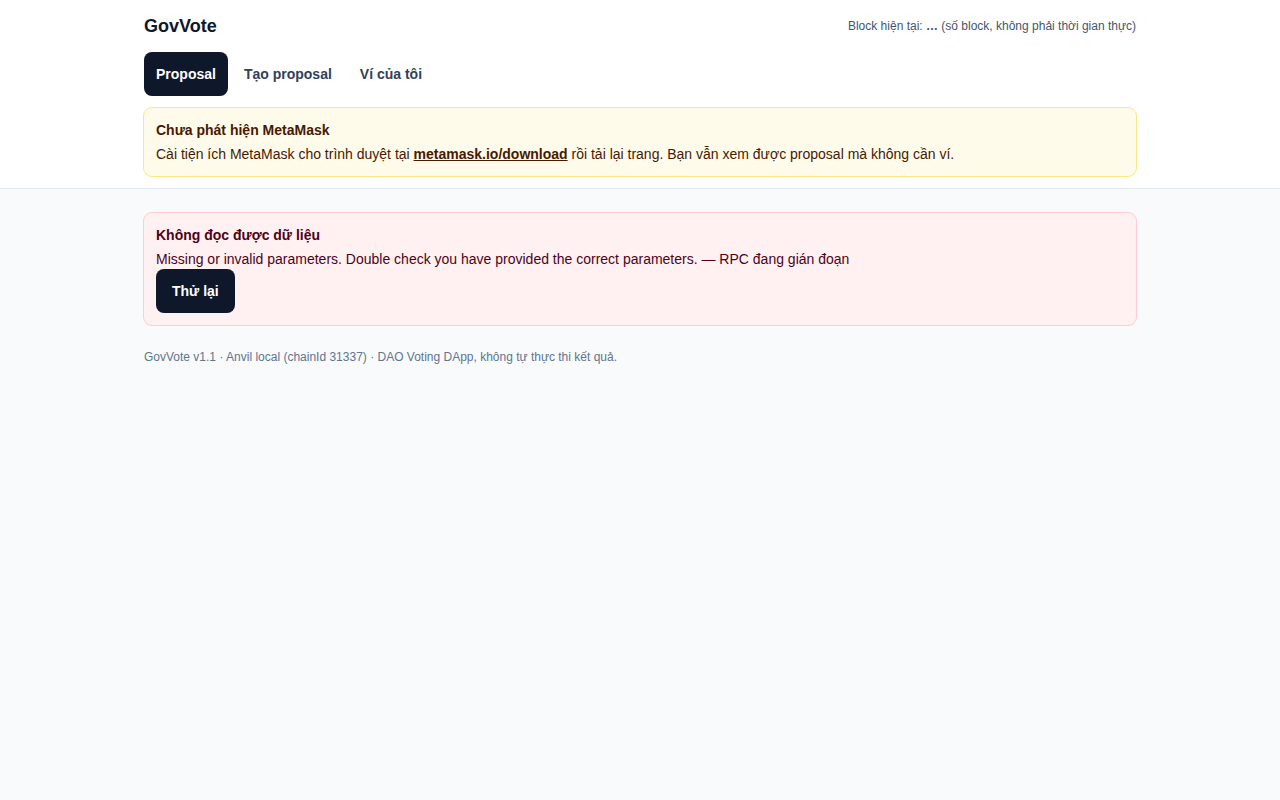 GovVote
Block hiện tại: ... (số block, không phải thời gian thực)
Proposal
Tạo proposal
Ví của tôi
Chưa phát hiện MetaMask
Cài tiện ích MetaMask cho trình duyệt tại metamask.io/download rồi tải lại trang. Bạn vẫn xem được proposal mà không cần ví.
Không đọc được dữ liệu
Missing or invalid parameters. Double check you have provided the correct parameters. — RPC đang gián đoạn
Thử lại
GovVote v1.1 · Anvil local (chainId 31337) · DAO Voting DApp, không tự thực thi kết quả.